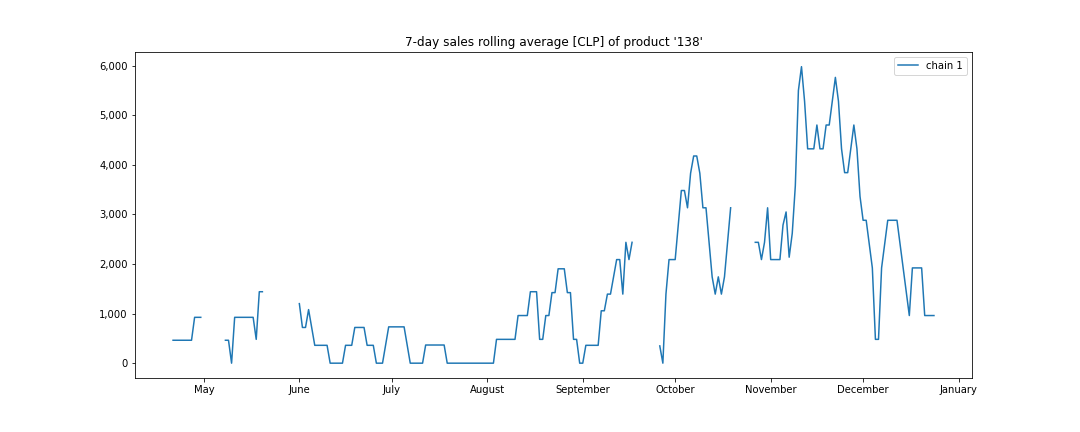 7-day sales rolling average [CLP] of product '138'
chain 1
6,000
5,000
4,000
3,000
2,000
1,000
0
May June July August September October November December January